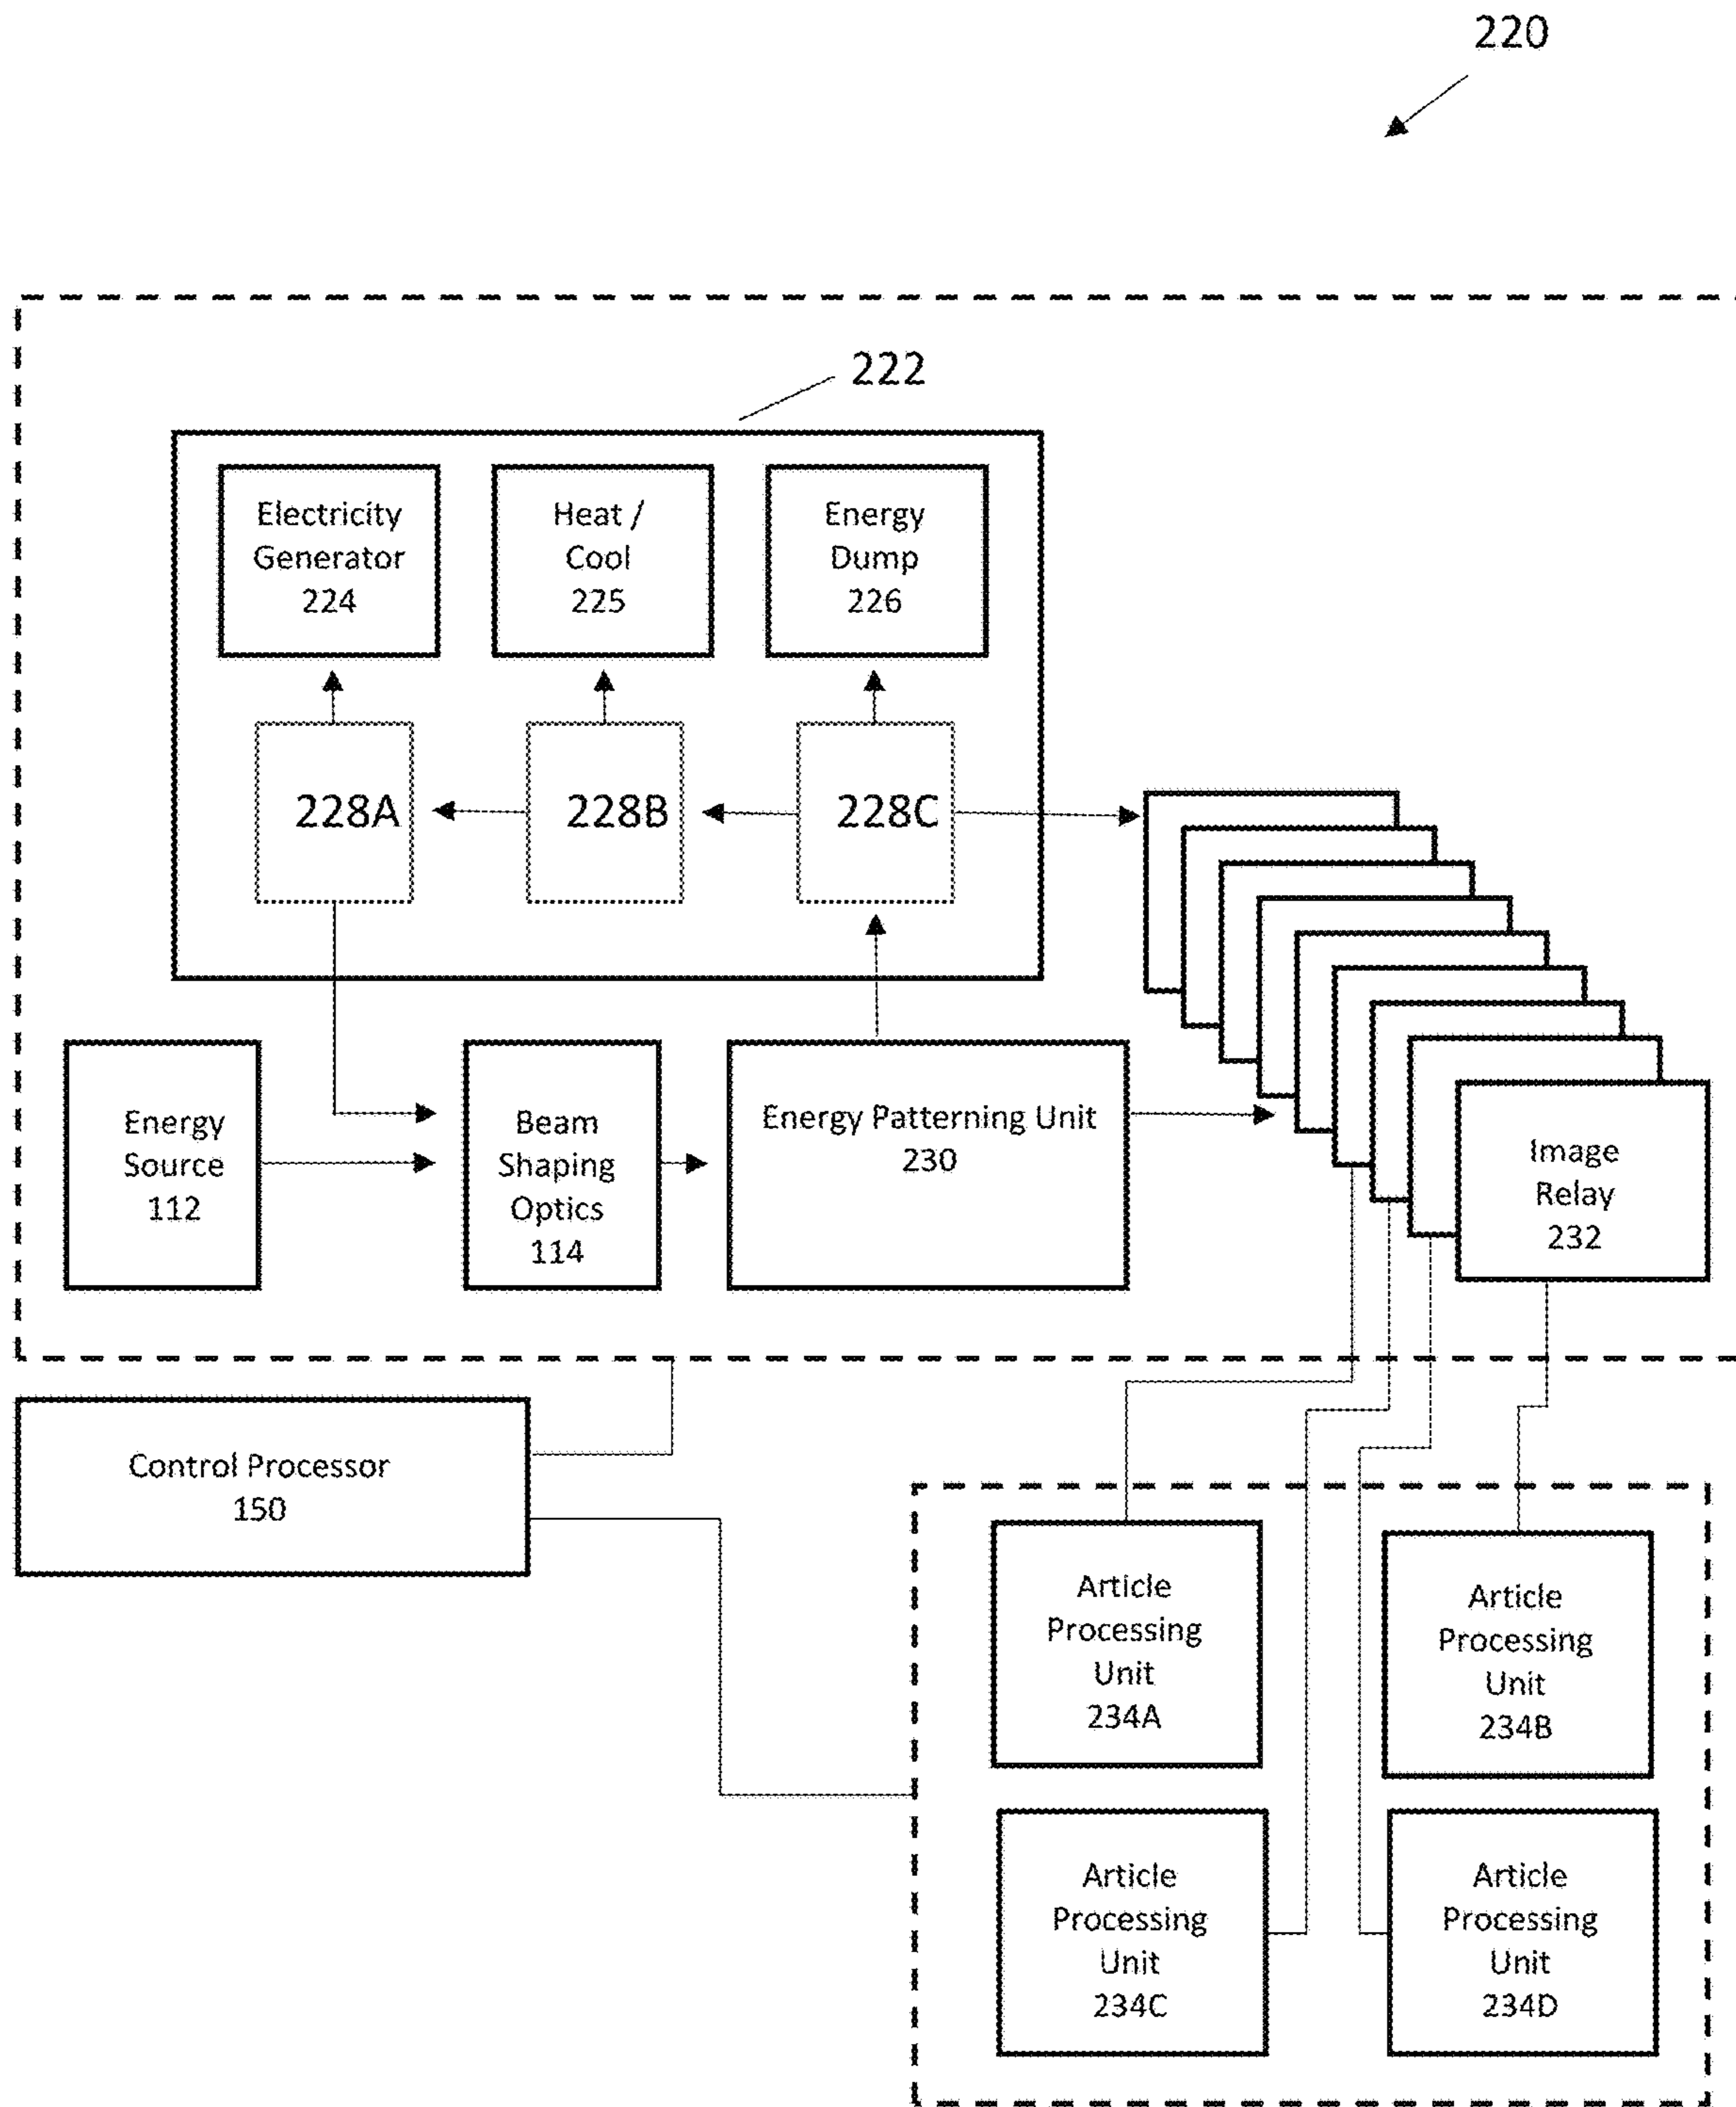 220
222
Electricity
Generator
224
Heat /
Cool
225
Energy
Dump
226
228A
228B
228C
Energy
Source
112
Beam
Shaping
Optics
114
Energy Patterning Unit
230
Image
Relay
232
Control Processor
150
Article
Processing
Unit
234A
Article
Processing
Unit
234B
Article
Processing
Unit
234C
Article
Processing
Unit
234D